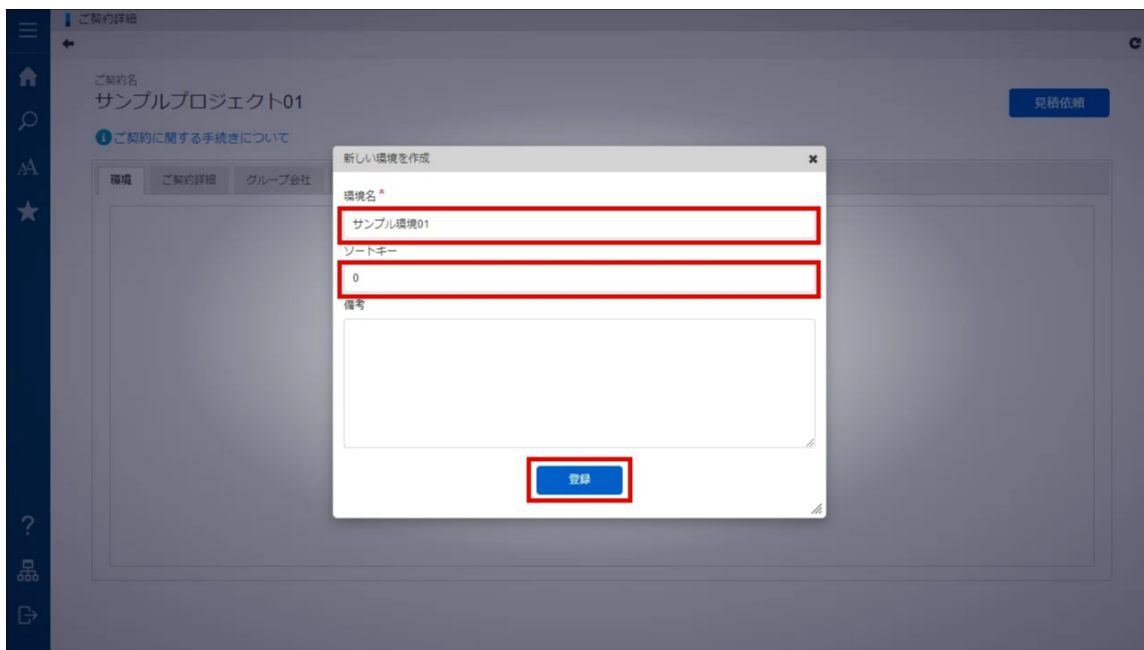 ご契約詳細
ご契約名
サンプルプロジェクト01
見積依頼
ご契約に関する手続きについて
環境 ご契約詳細 グループ会社
新しい環境を作成
環境名 *
サンプル環境01
ソートキー
0
備考
登録